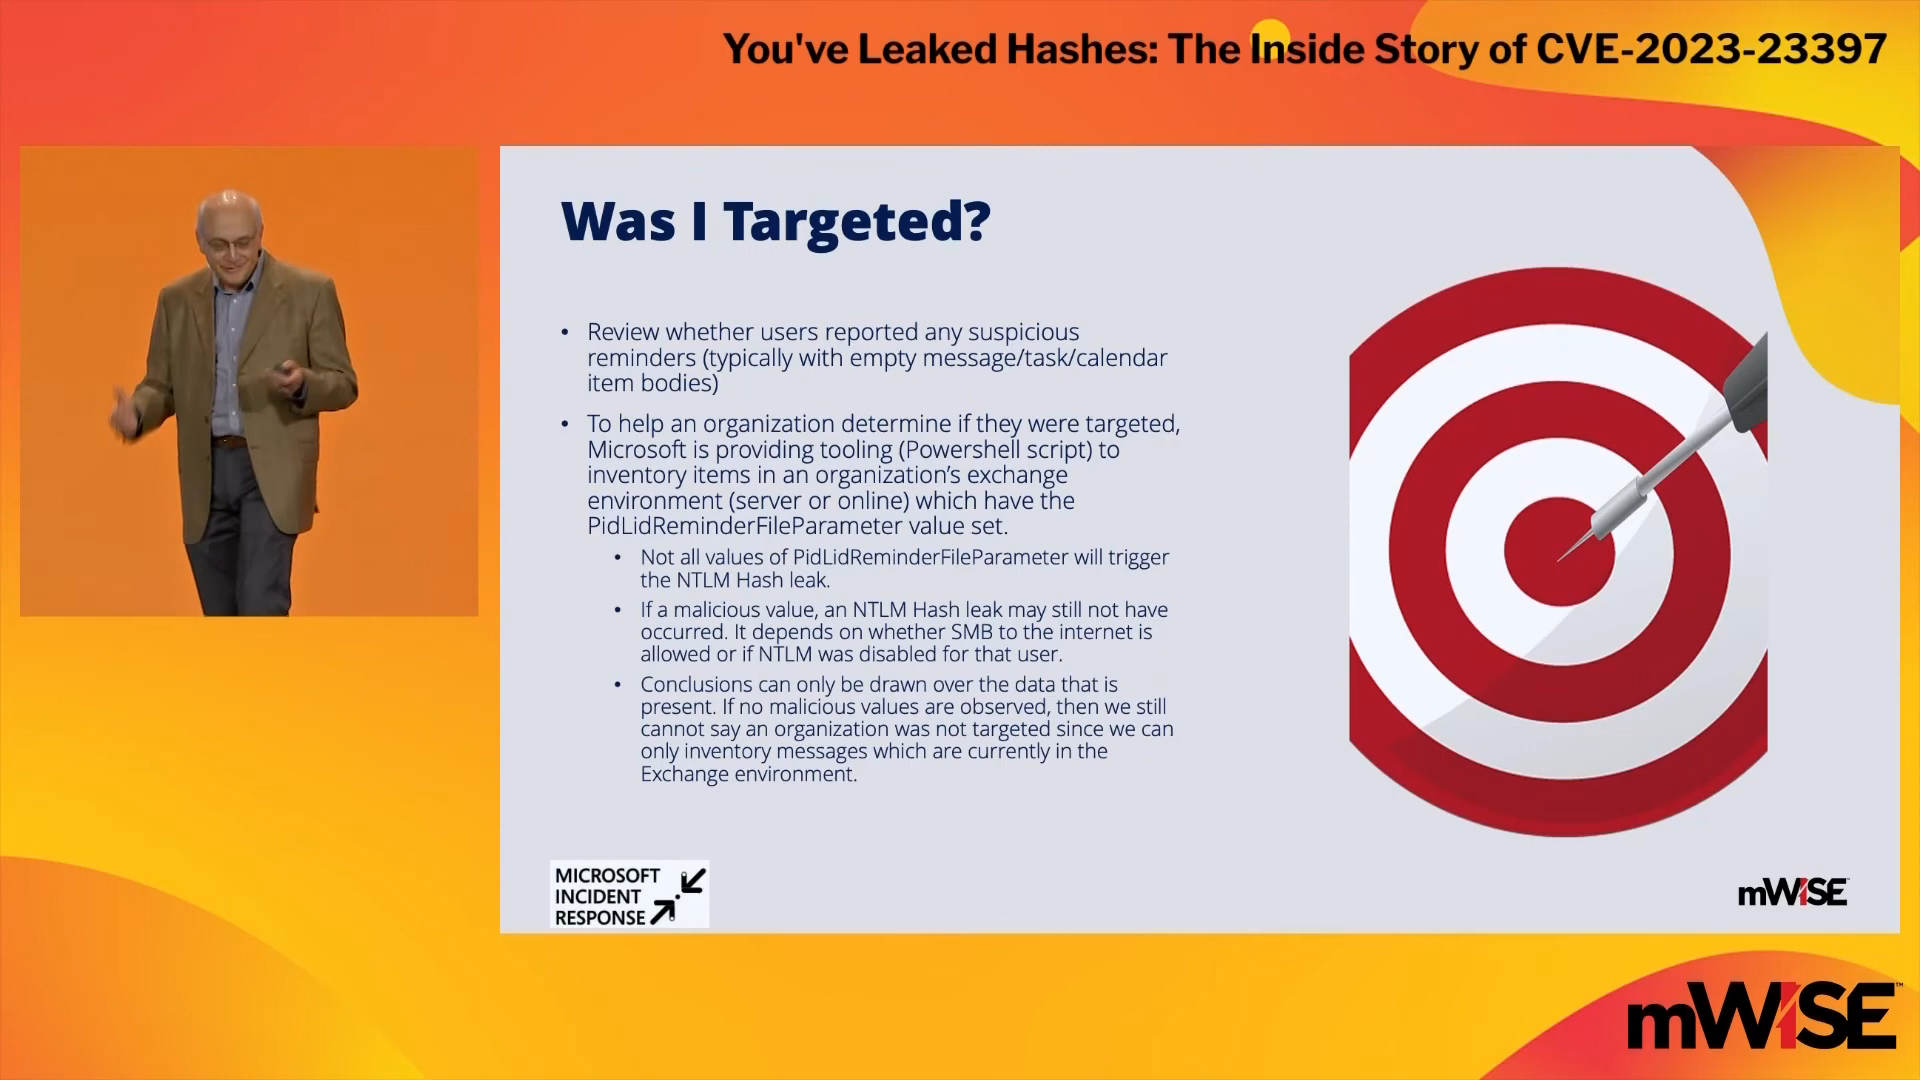 You've Leaked Hashes: The Inside Story of CVE-2023-23397
Was I Targeted?
• Review whether users reported any suspicious
reminders (typically with empty message/task/calendar
item bodies)
• To help an organization determine if they were targeted,
Microsoft is providing tooling (Powershell script) to
inventory items in an organization’s exchange
environment (server or online) which have the
PidLidReminderFileParameter value set.
• Not all values of PidLidReminderFileParameter will trigger
the NTLM Hash leak.
• If a malicious value, an NTLM Hash leak may still not have
occurred. It depends on whether SMB to the internet is
allowed or if NTLM was disabled for that user.
• Conclusions can only be drawn over the data that is
present. If no malicious values are observed, then we still
cannot say an organization was not targeted since we can
only inventory messages which are currently in the
Exchange environment.
MICROSOFT
INCIDENT
RESPONSE
mWISE
mWISE™